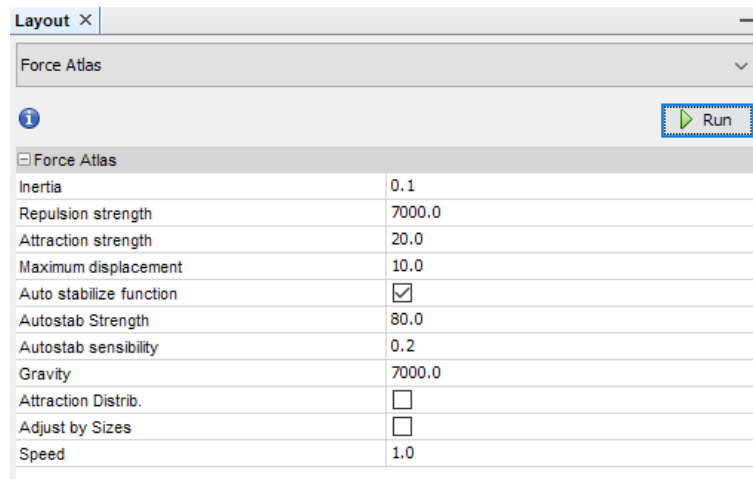 Layout ×
Force Atlas
Run
Force Atlas
Inertia 0.1
Repulsion strength 7000.0
Attraction strength 20.0
Maximum displacement 10.0
Auto stabilize function
Autostab Strength 80.0
Autostab sensibility 0.2
Gravity 7000.0
Attraction Distrib.
Adjust by Sizes
Speed 1.0